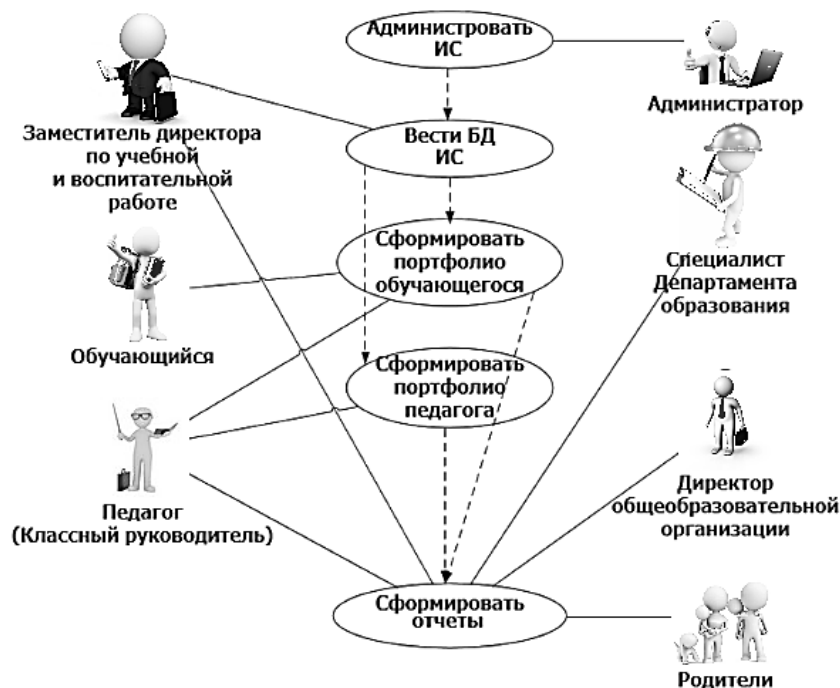 Администровать
ИС
Администратор
Заместитель директора
по учебной
и воспитательной
работе
Вести БД
ИС
Сформировать
портфолио
обучающегося
Специалист
Департамента
образования
Обучающийся
Сформировать
портфолио
педагога
Педагог
(Классный руководитель)
Директор
общеобразовательной
организации
Сформировать
отчеты
Родители